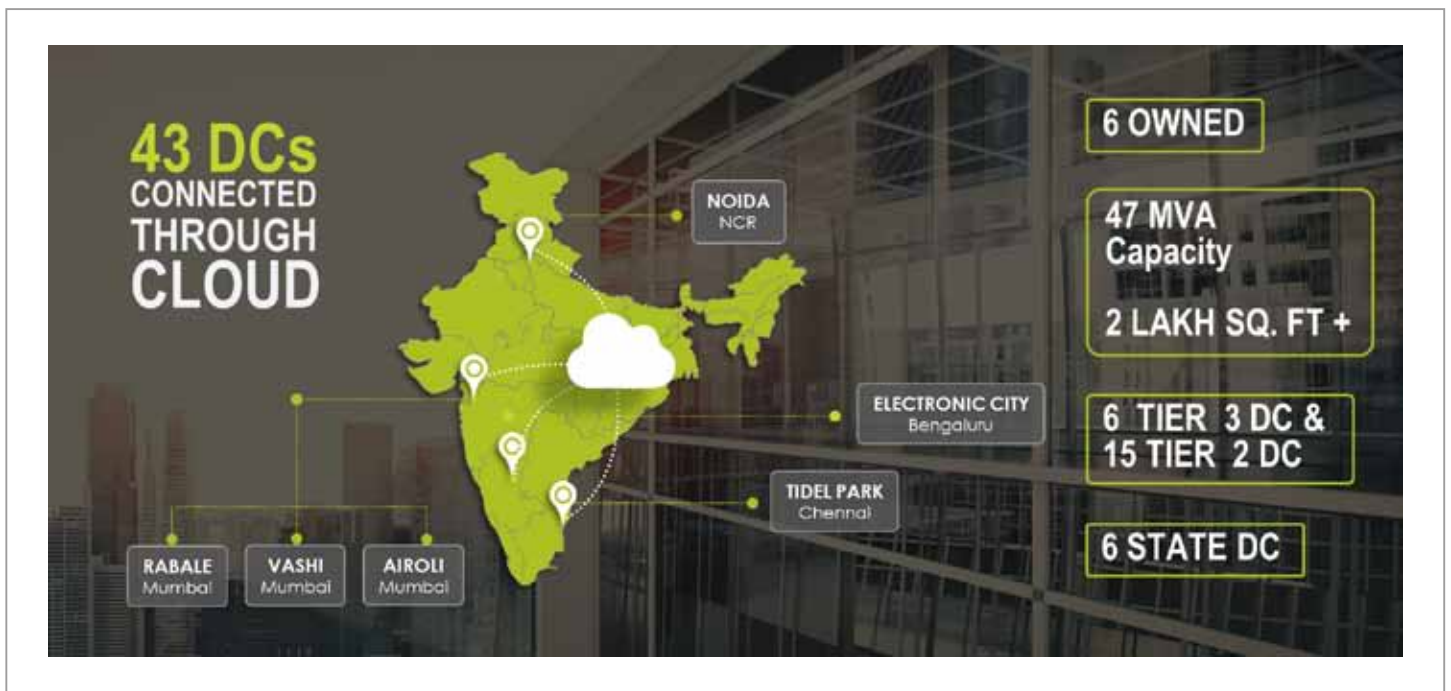 43 DCs
CONNECTED
THROUGH
CLOUD
NOIDA
NCR
ELECTRONIC CITY
Bengaluru
TIDEL PARK
Chennai
RABALE
Mumbai
VASHI
Mumbai
AIROLI
Mumbai
6 OWNED
47 MVA
Capacity
2 LAKH SQ. FT +
6 TIER 3 DC &
15 TIER 2 DC
6 STATE DC